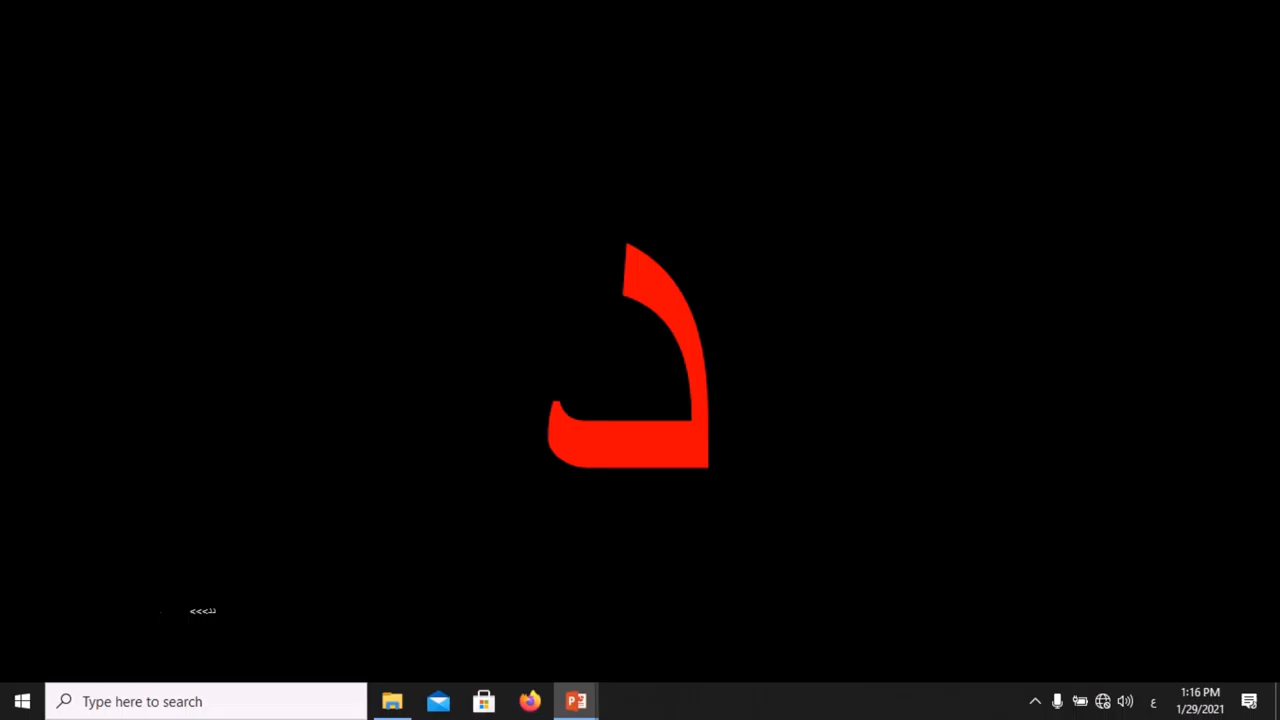 د
Type here to search
ع
1:16 PM
1/29/2021